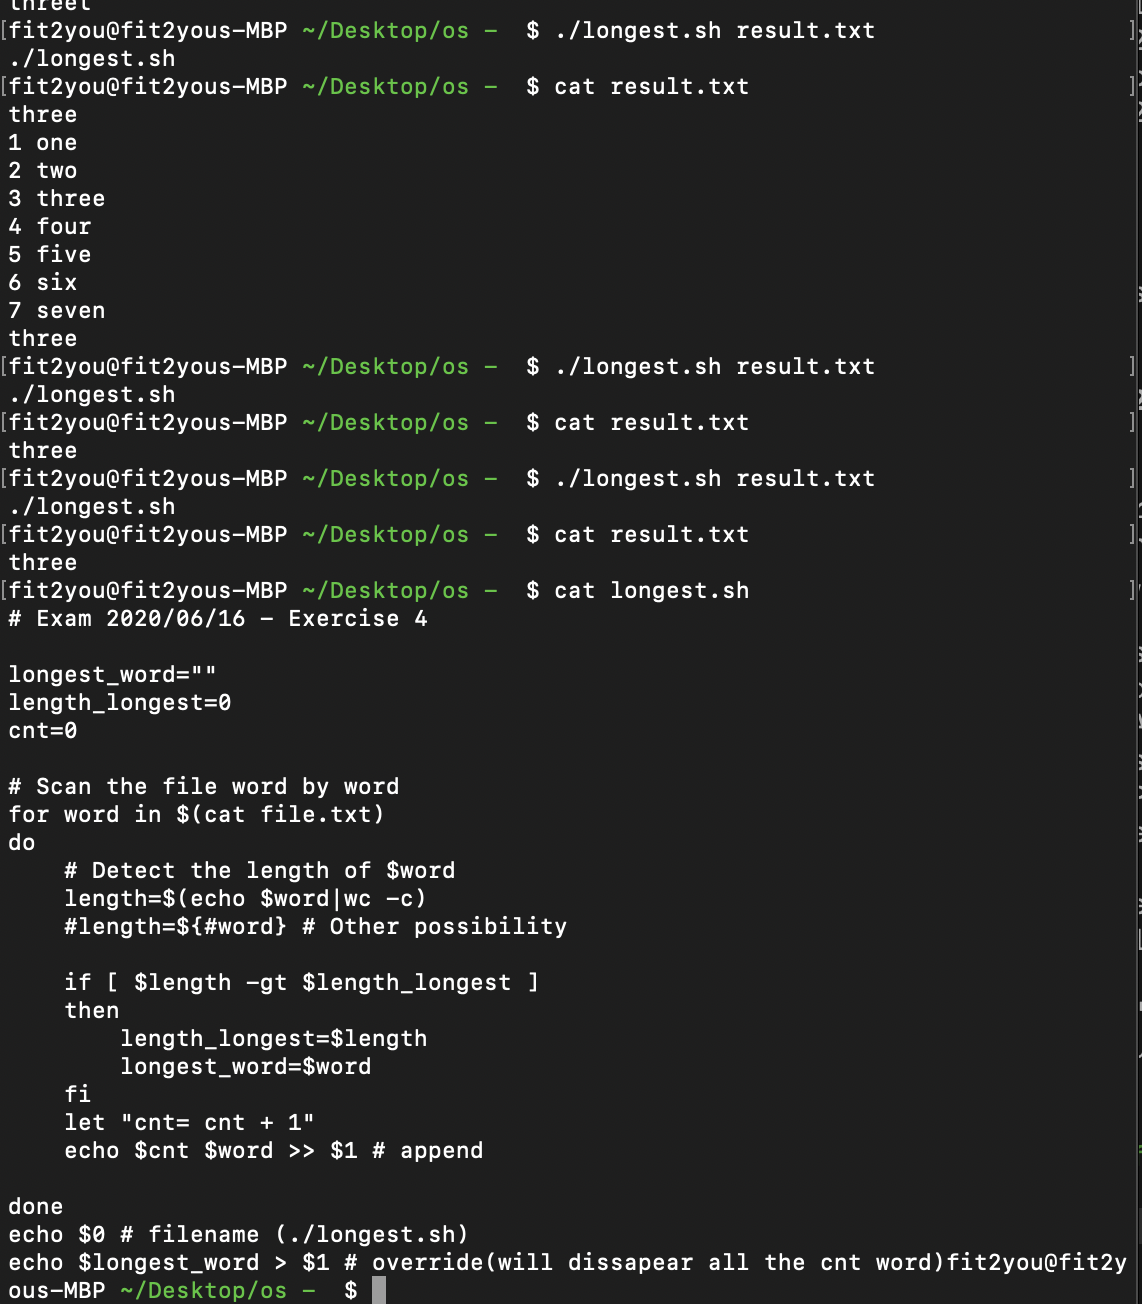 threet
[fit2you@fit2yous-MBP ~/Desktop/os -  $ ./longest.sh result.txt ]
./longest.sh
[fit2you@fit2yous-MBP ~/Desktop/os -  $ cat result.txt ]
three
1 one
2 two
3 three
4 four
5 five
6 six
7 seven
three
[fit2you@fit2yous-MBP ~/Desktop/os -  $ ./longest.sh result.txt ]
./longest.sh
[fit2you@fit2yous-MBP ~/Desktop/os -  $ cat result.txt ]
three
[fit2you@fit2yous-MBP ~/Desktop/os -  $ ./longest.sh result.txt ]
./longest.sh
[fit2you@fit2yous-MBP ~/Desktop/os -  $ cat result.txt ]
three
[fit2you@fit2yous-MBP ~/Desktop/os -  $ cat longest.sh ]
# Exam 2020/06/16 - Exercise 4

longest_word=""
length_longest=0
cnt=0

# Scan the file word by word
for word in $(cat file.txt)
do
    # Detect the length of $word
    length=$(echo $word|wc -c)
    #length=${#word} # Other possibility

    if [ $length -gt $length_longest ]
    then
        length_longest=$length
        longest_word=$word
    fi
    let "cnt= cnt + 1"
    echo $cnt $word >> $1 # append

done
echo $0 # filename (./longest.sh)
echo $longest_word > $1 # override(will dissapear all the cnt word)fit2you@fit2y
ous-MBP ~/Desktop/os -  $